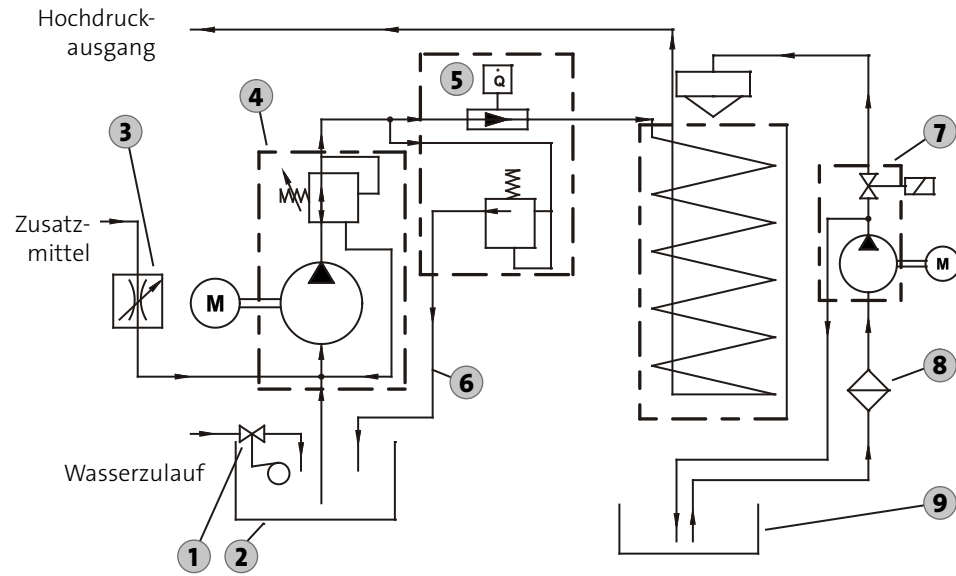 Hochdruck-
ausgang
5
Q̇
4
3
7
Zusatz-
mittel
M
M
6
8
Wasserzulauf
9
1
2